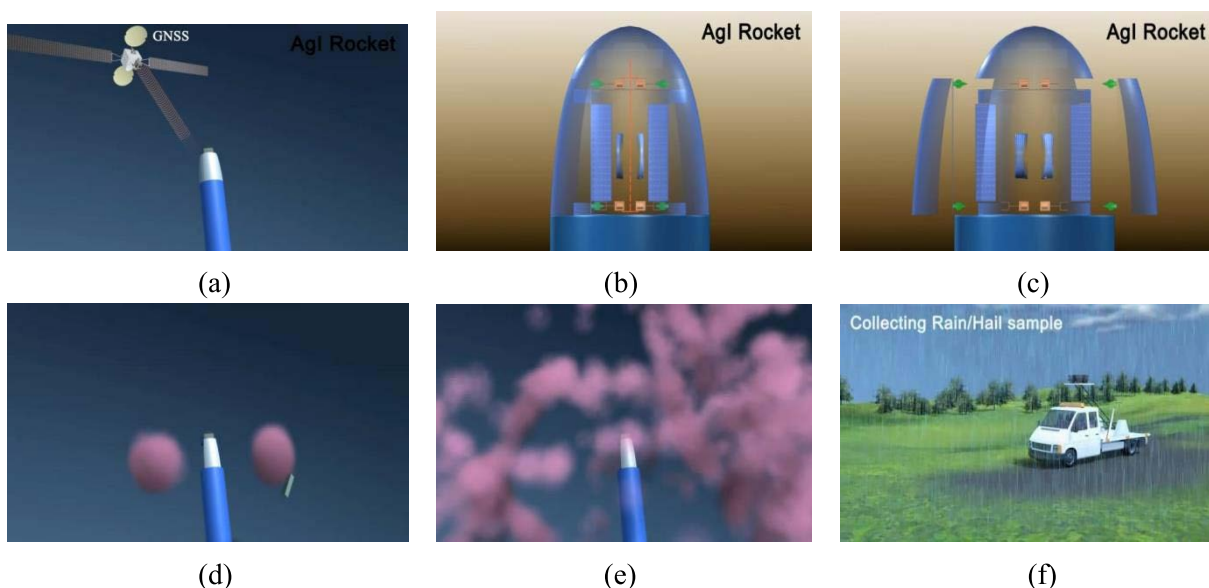 GNSS
AgI Rocket
AgI Rocket
AgI Rocket
(a)
(b)
(c)
Collecting Rain/Hail sample
(d)
(e)
(f)